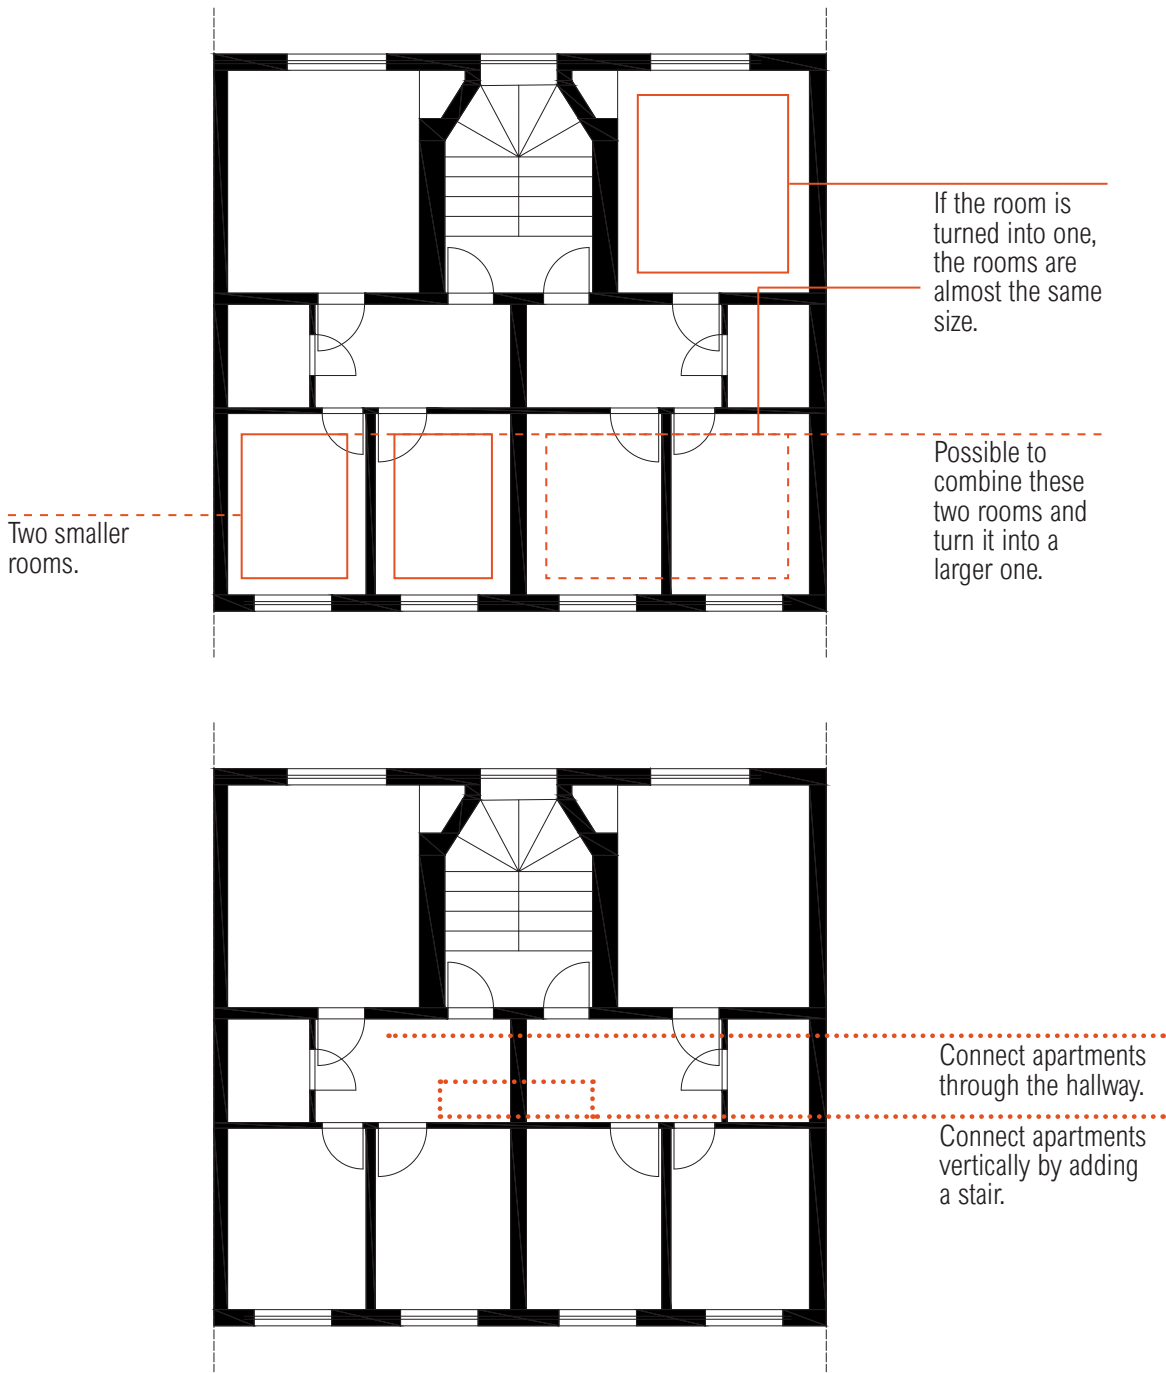 If the room is
turned into one,
the rooms are
almost the same
size.
Possible to
combine these
two rooms and
turn it into a
larger one.
Two smaller
rooms.
Connect apartments
through the hallway.
Connect apartments
vertically by adding
a stair.